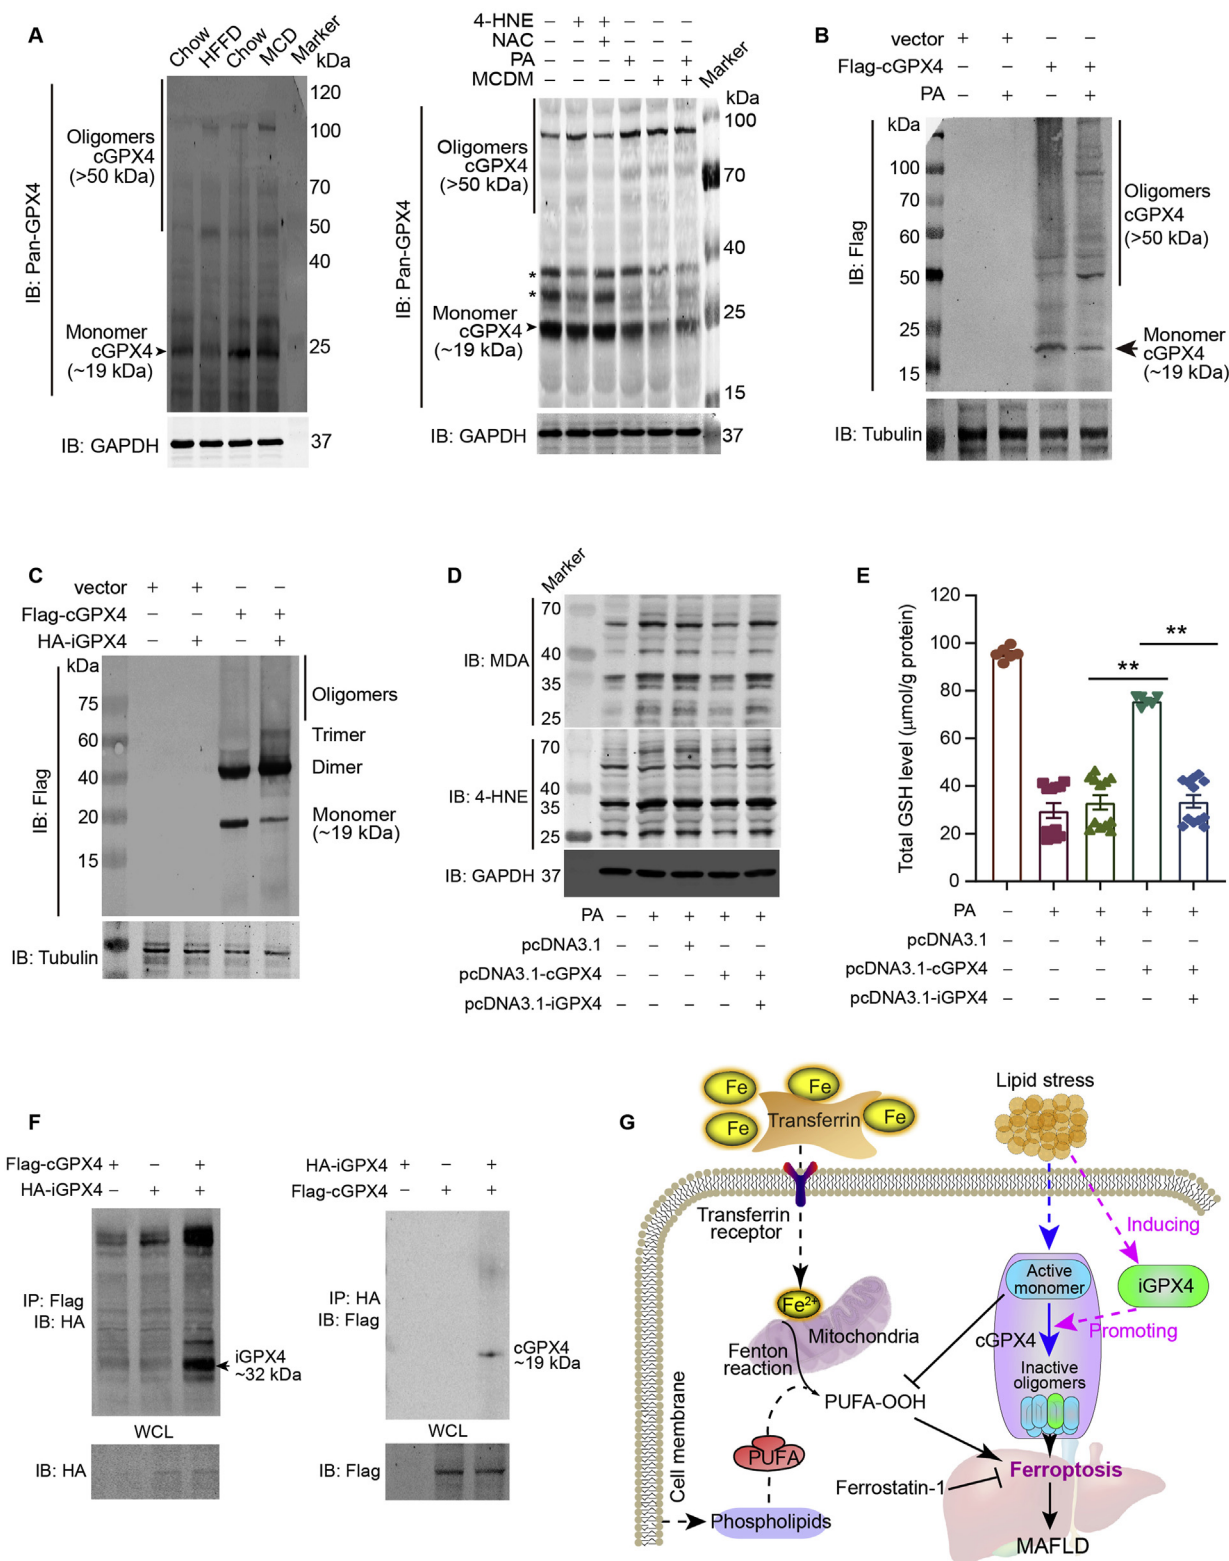 A
Chow HFFD Chow MCD Marker
kDa
120
100
70
50
40
25
37
Oligomers
cGPX4
(>50 kDa)
IB: Pan-GPX4
Monomer
cGPX4
(~19 kDa)
IB: GAPDH
4-HNE − + + − − −
NAC − − + − − −
PA − − − + − +
MCDM − − − − + +
Marker
kDa
100
70
40
25
15
37
Oligomers
cGPX4
(>50 kDa)
IB: Pan-GPX4
*
*
Monomer
cGPX4
(~19 kDa)
IB: GAPDH
B
vector + + − −
Flag-cGPX4 − − + +
PA − + − +
kDa
100
70
60
50
25
15
IB: Flag
Oligomers
cGPX4
(>50 kDa)
Monomer
cGPX4
(~19 kDa)
IB: Tubulin
C
vector + + − −
Flag-cGPX4 − − + +
HA-iGPX4 − + − +
kDa
75
60
40
20
15
IB: Flag
Oligomers
Trimer
Dimer
Monomer
(~19 kDa)
IB: Tubulin
D
Marker
70
40
35
25
IB: MDA
70
40
35
25
IB: 4-HNE
IB: GAPDH 37
PA − + + + +
pcDNA3.1 − − + − −
pcDNA3.1-cGPX4 − − − + +
pcDNA3.1-iGPX4 − − − − +
E
Total GSH level (μmol/g protein)
120
100
80
60
40
20
0
**
**
PA − + + + +
pcDNA3.1 − − + − −
pcDNA3.1-cGPX4 − − − + +
pcDNA3.1-iGPX4 − − − − +
F
Flag-cGPX4 + − +
HA-iGPX4 − + +
IP: Flag
IB: HA
iGPX4
~32 kDa
WCL
IB: HA
HA-iGPX4 + − +
Flag-cGPX4 − + +
IP: HA
IB: Flag
cGPX4
~19 kDa
WCL
IB: Flag
G
Fe
Fe
Fe
Fe
Transferrin
Lipid stress
Transferrin
receptor
Inducing
Active
monomer
iGPX4
Fe2+
Mitochondria
Promoting
cGPX4
Fenton
reaction
Inactive
oligomers
PUFA-OOH
PUFA
Cell membrane
Ferroptosis
Ferrostatin-1
Phospholipids
MAFLD